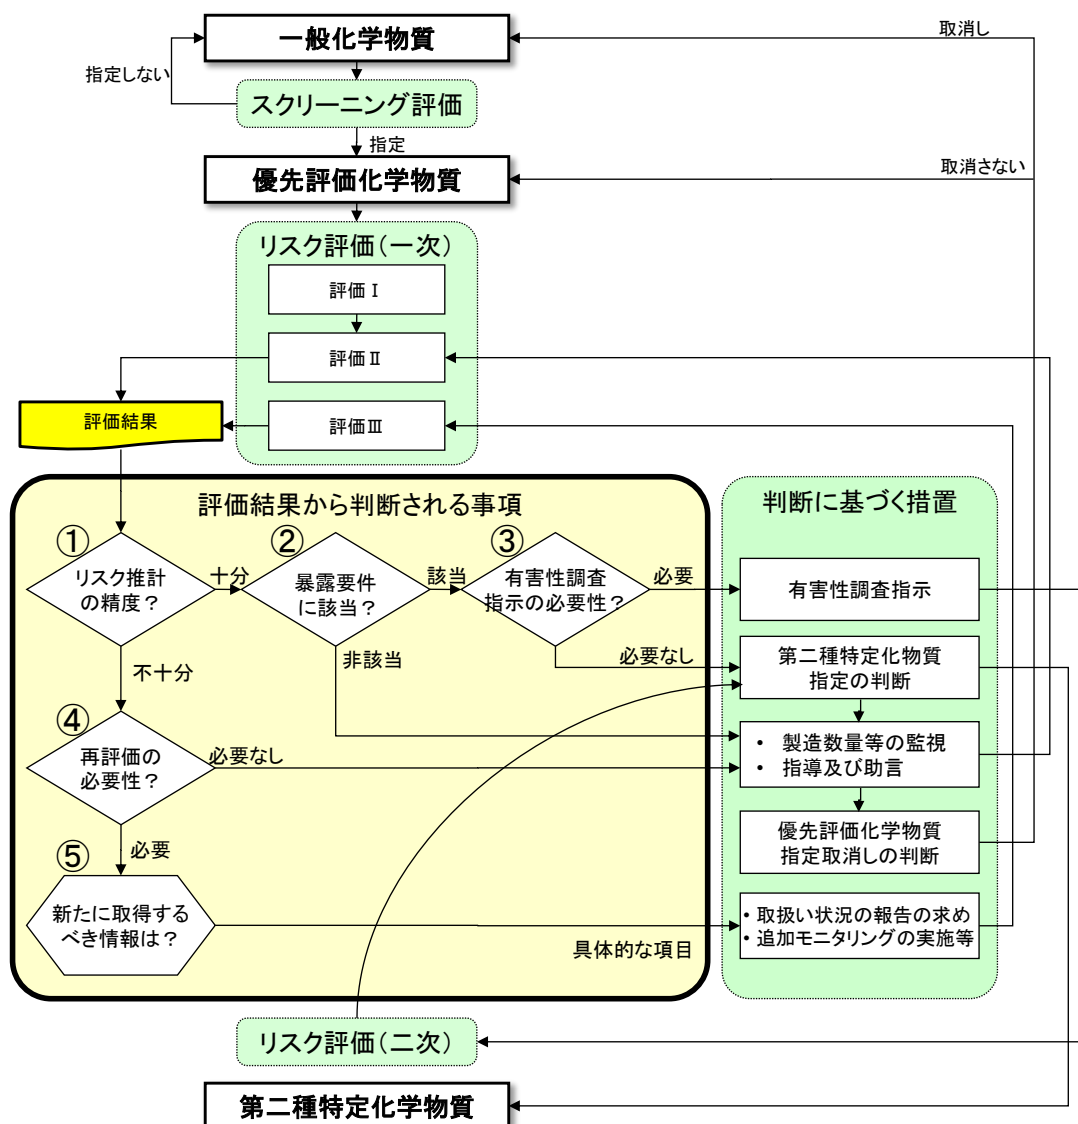 一般化学物質
取消し
指定しない
スクリーニング評価
指定
優先評価化学物質
取消さない
リスク評価(一次)
評価Ⅰ
評価Ⅱ
評価Ⅲ
評価結果
評価結果から判断される事項
判断に基づく措置
①
リスク推計
の精度?
十分
②
暴露要件
に該当?
該当
③
有害性調査
指示の必要性?
必要
有害性調査指示
必要なし
第二種特定化物質
指定の判断
非該当
不十分
④
再評価の
必要性?
必要なし
・ 製造数量等の監視
・ 指導及び助言
優先評価化学物質
指定取消しの判断
必要
⑤
新たに取得する
べき情報は?
具体的な項目
・取扱い状況の報告の求め
・追加モニタリングの実施等
リスク評価(二次)
第二種特定化学物質